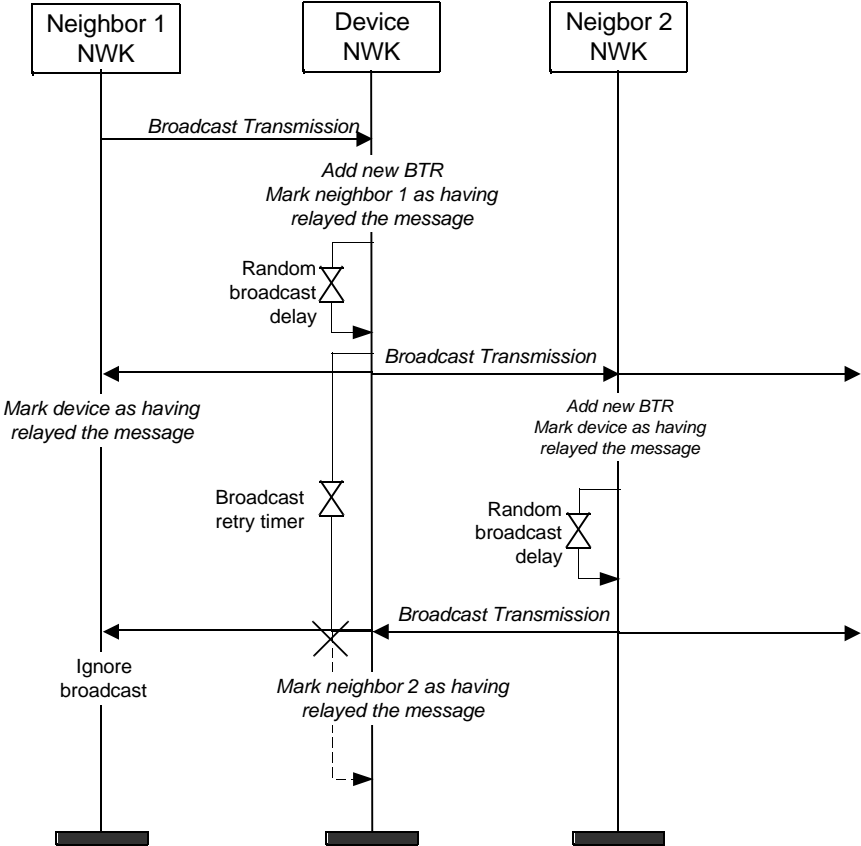 Neighbor 1
NWK
Device
NWK
Neigbor 2
NWK
Broadcast Transmission
Add new BTR
Mark neighbor 1 as having
relayed the message
Random
broadcast
delay
Broadcast Transmission
Mark device as having
relayed the message
Add new BTR
Mark device as having
relayed the message
Broadcast
retry timer
Random
broadcast
delay
Broadcast Transmission
Ignore
broadcast
Mark neighbor 2 as having
relayed the message